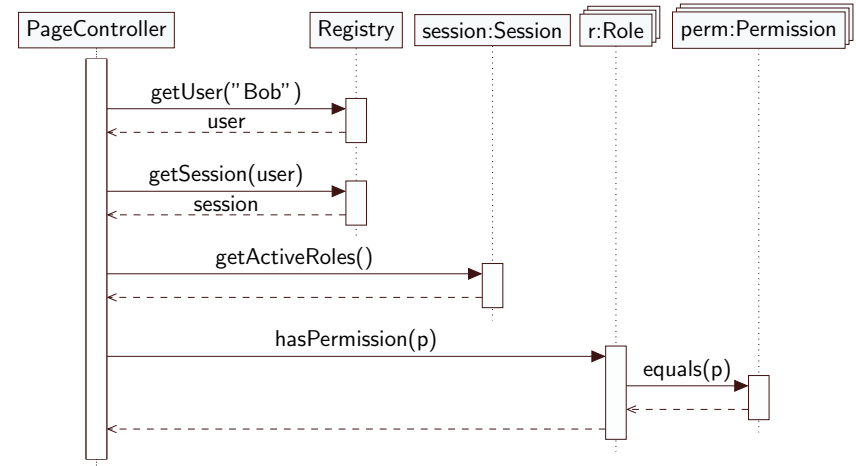 PageController
Registry
session:Session
r:Role
perm:Permission
getUser("Bob")
user
getSession(user)
session
getActiveRoles()
hasPermission(p)
equals(p)